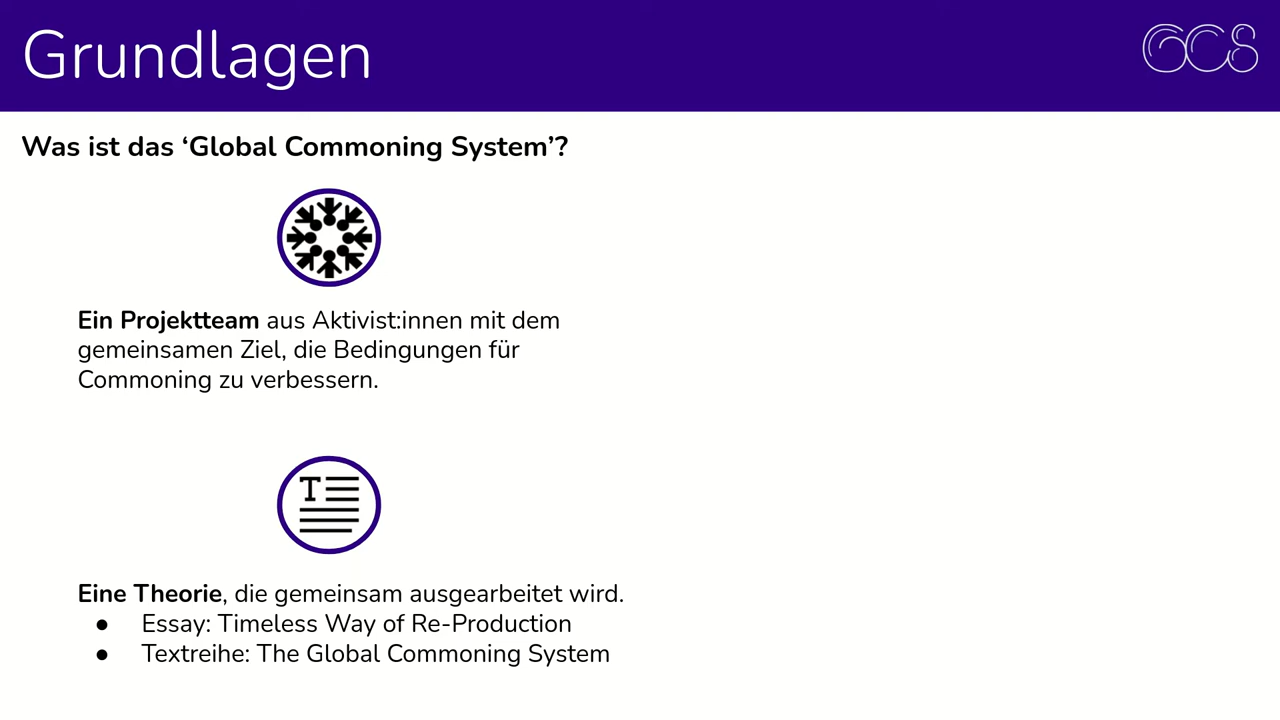 Grundlagen
GCS
Was ist das ‘Global Commoning System’?
Ein Projektteam aus Aktivist:innen mit dem
gemeinsamen Ziel, die Bedingungen für
Commoning zu verbessern.
T
Eine Theorie, die gemeinsam ausgearbeitet wird.
● Essay: Timeless Way of Re-Production
● Textreihe: The Global Commoning System